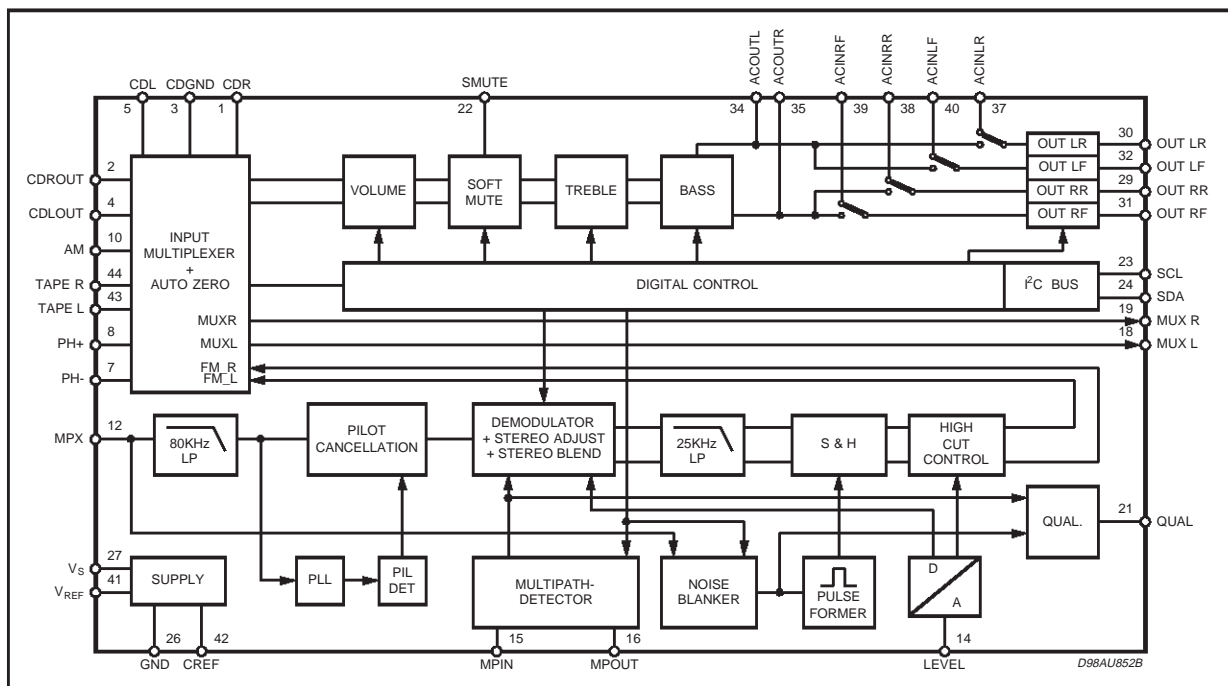 ACOUTL
ACOUTR
ACINRF
ACINRR
ACINLF
ACINLR
CDL
CDGND
CDR
SMUTE
5
3
1
22
34
35
39
38
40
37
30
OUT LR
OUT LR
32
OUT LF
OUT LF
29
OUT RR
OUT RR
31
OUT RF
OUT RF
2
CDROUT
4
CDLOUT
10
AM
44
TAPE R
43
TAPE L
8
PH+
7
PH-
INPUT
MULTIPLEXER
+
AUTO ZERO
MUXR
MUXL
FM_R
FM_L
VOLUME
SOFT
MUTE
TREBLE
BASS
DIGITAL CONTROL
I2C BUS
23
SCL
24
SDA
19
MUX R
18
MUX L
12
MPX
80KHz
LP
PILOT
CANCELLATION
DEMODULATOR
+ STEREO ADJUST
+ STEREO BLEND
25KHz
LP
S & H
HIGH
CUT
CONTROL
QUAL.
21
QUAL
27
VS
41
VREF
SUPPLY
PLL
PIL
DET
MULTIPATH-
DETECTOR
NOISE
BLANKER
PULSE
FORMER
D
A
26
42
15
16
14
GND
CREF
MPIN
MPOUT
LEVEL
D98AU852B